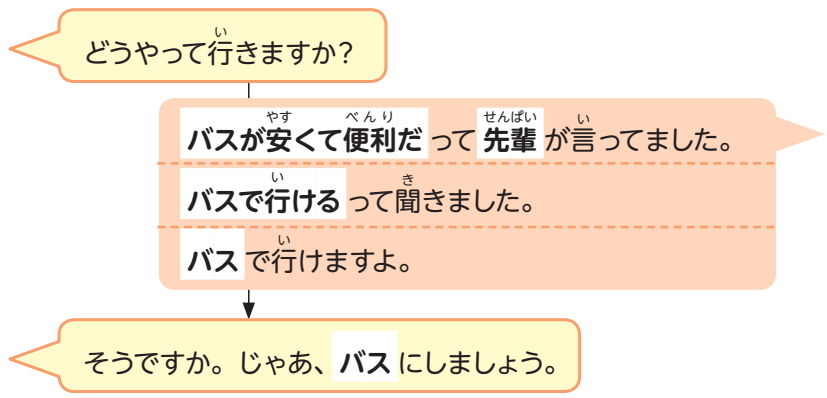 どうやって行きますか？
バスが安くて便利だって先輩が言ってました。
バスで行けるって聞きました。
バスで行けますよ。
そうですか。じゃあ、バスにしましょう。